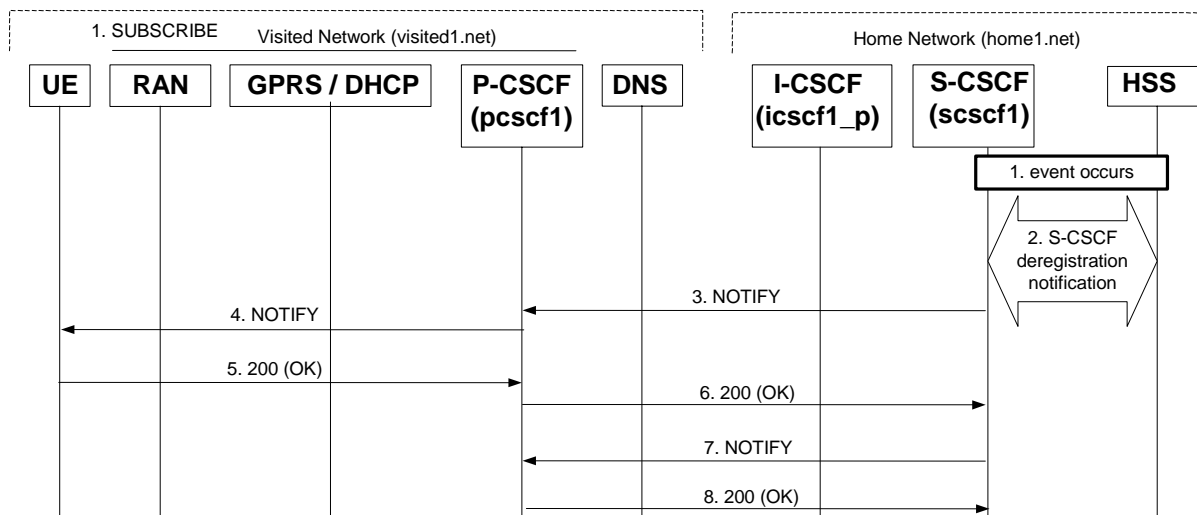 1. SUBSCRIBE
Visited Network (visited1.net)
Home Network (home1.net)
UE
RAN
GPRS / DHCP
P-CSCF
(pcscf1)
DNS
I-CSCF
(icscf1_p)
S-CSCF
(scscf1)
HSS
1. event occurs
2. S-CSCF
deregistration
notification
3. NOTIFY
4. NOTIFY
5. 200 (OK)
6. 200 (OK)
7. NOTIFY
8. 200 (OK)